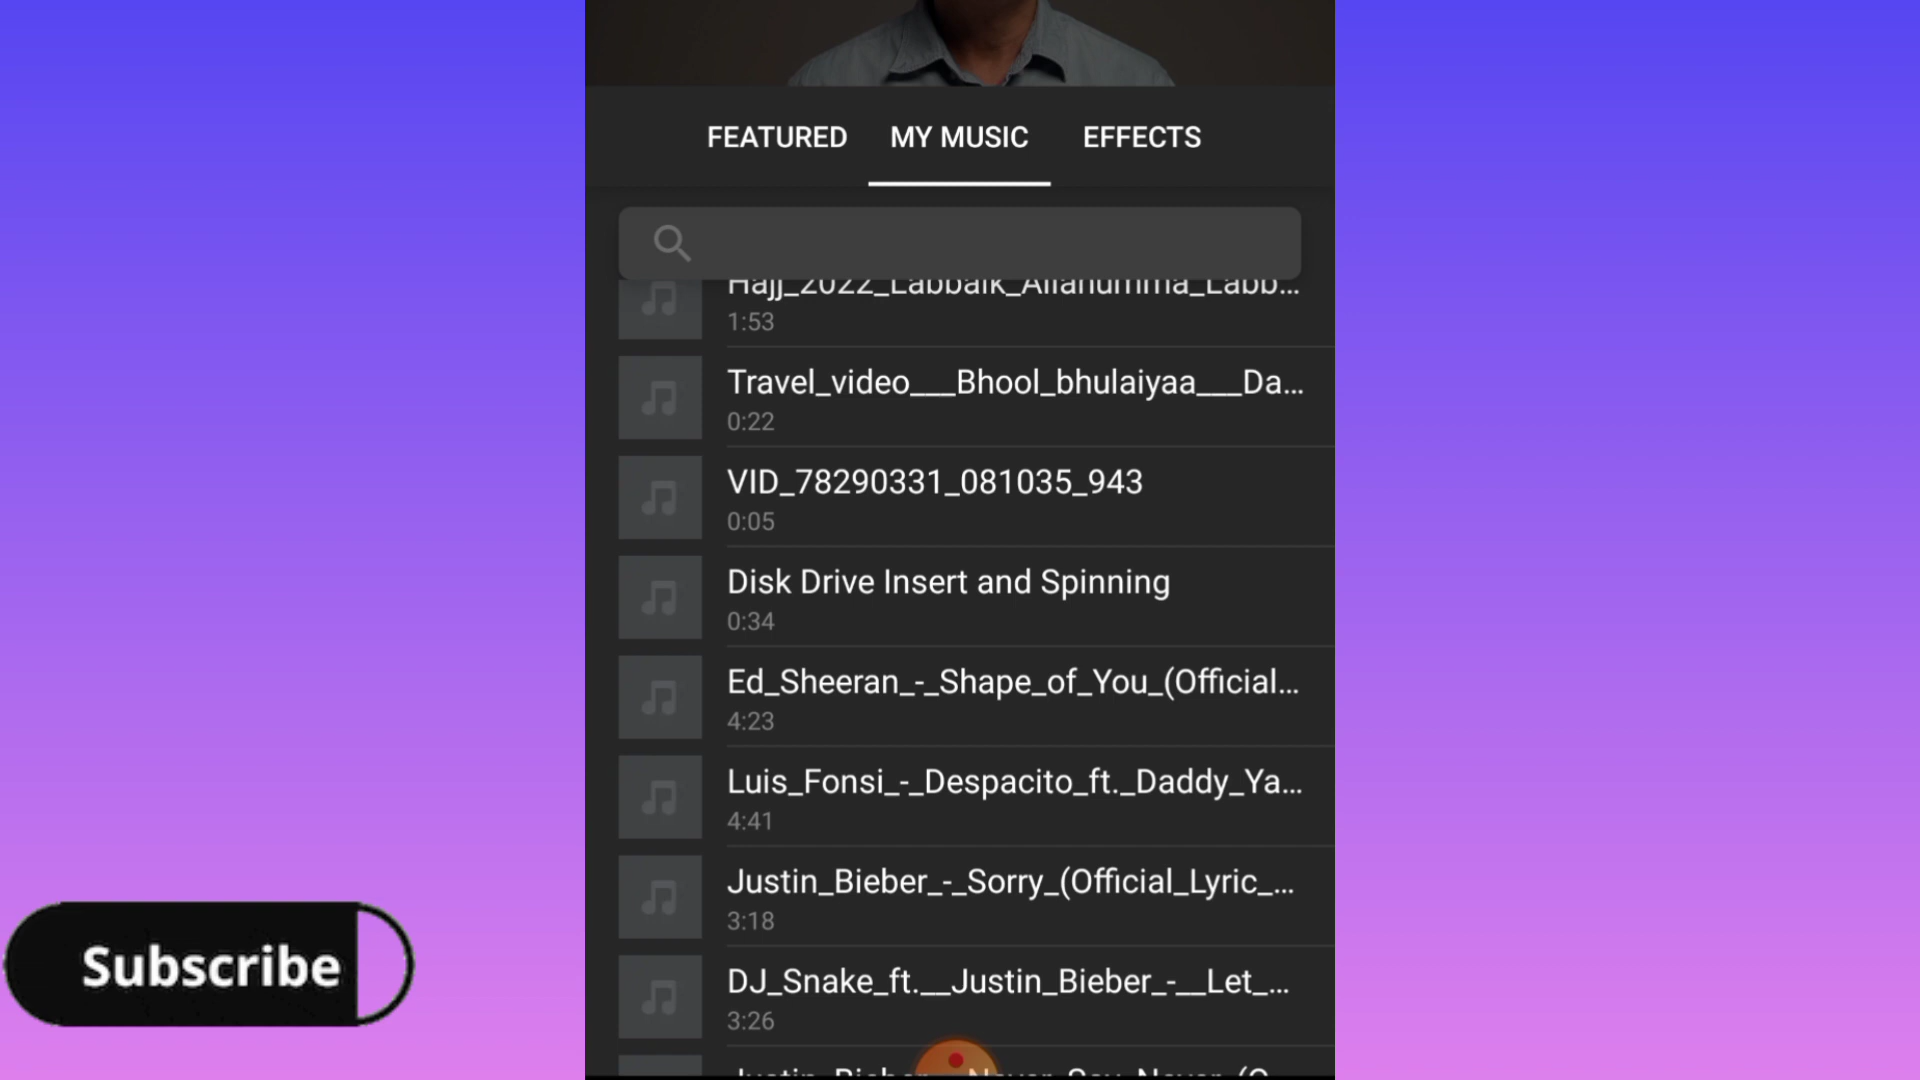 FEATURED MY MUSIC EFFECTS
Hajj_2022_Labbaik_Allahumma_Labb...
1:53
Travel_video___Bhool_bhulaiyaa___Da...
0:22
VID_78290331_081035_943
0:05
Disk Drive Insert and Spinning
0:34
Ed_Sheeran_-_Shape_of_You_(Official...
4:23
Luis_Fonsi_-_Despacito_ft._Daddy_Ya...
4:41
Justin_Bieber_-_Sorry_(Official_Lyric_...
3:18
DJ_Snake_ft.__Justin_Bieber_-__Let_...
3:26
Subscribe